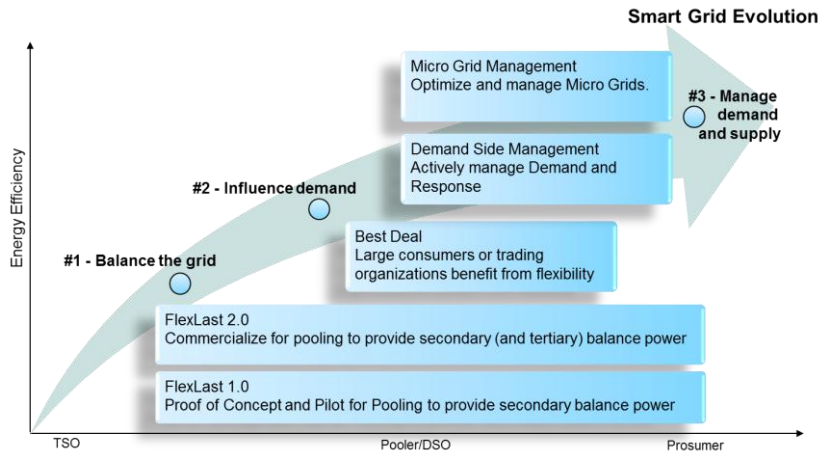 Smart Grid Evolution
Energy Efficiency
Micro Grid Management
Optimize and manage Micro Grids.
#3 - Manage
demand
and supply
Demand Side Management
Actively manage Demand and
Response
#2 - Influence demand
Best Deal
Large consumers or trading
organizations benefit from flexibility
#1 - Balance the grid
FlexLast 2.0
Commercialize for pooling to provide secondary (and tertiary) balance power
FlexLast 1.0
Proof of Concept and Pilot for Pooling to provide secondary balance power
TSO
Pooler/DSO
Prosumer